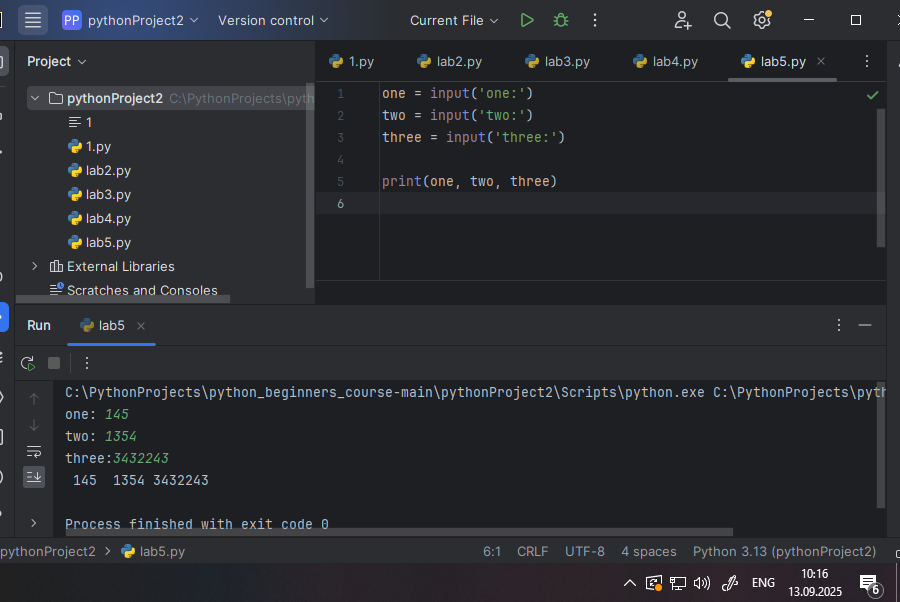 PP pythonProject2 Version control Current File
Project
1.py lab2.py lab3.py lab4.py lab5.py
pythonProject2 C:\PythonProjects\pyth
1
1.py
lab2.py
lab3.py
lab4.py
lab5.py
External Libraries
Scratches and Consoles
1 one = input('one:')
2 two = input('two:')
3 three = input('three:')
4
5 print(one, two, three)
6
Run lab5
C:\PythonProjects\python_beginners_course-main\pythonProject2\Scripts\python.exe C:\PythonProjects\pyth
one: 145
two: 1354
three:3432243
 145  1354 3432243
Process finished with exit code 0
pythonProject2 > lab5.py 6:1 CRLF UTF-8 4 spaces Python 3.13 (pythonProject2)
ENG 10:16 6
13.09.2025